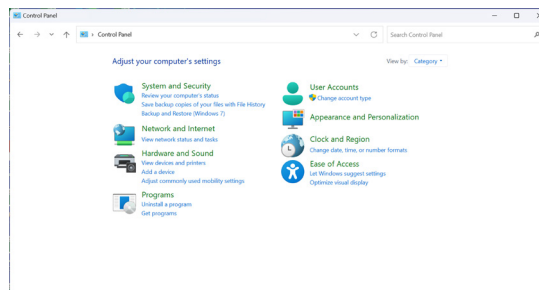 Control Panel
Control Panel
Search Control Panel
Adjust your computer's settings
View by: Category
System and Security
Review your computer's status
Save backup copies of your files with File History
Backup and Restore (Windows 7)
Network and Internet
View network status and tasks
Hardware and Sound
View devices and printers
Add a device
Adjust commonly used mobility settings
Programs
Uninstall a program
Get programs
User Accounts
Change account type
Appearance and Personalization
Clock and Region
Change date, time, or number formats
Ease of Access
Let Windows suggest settings
Optimize visual display